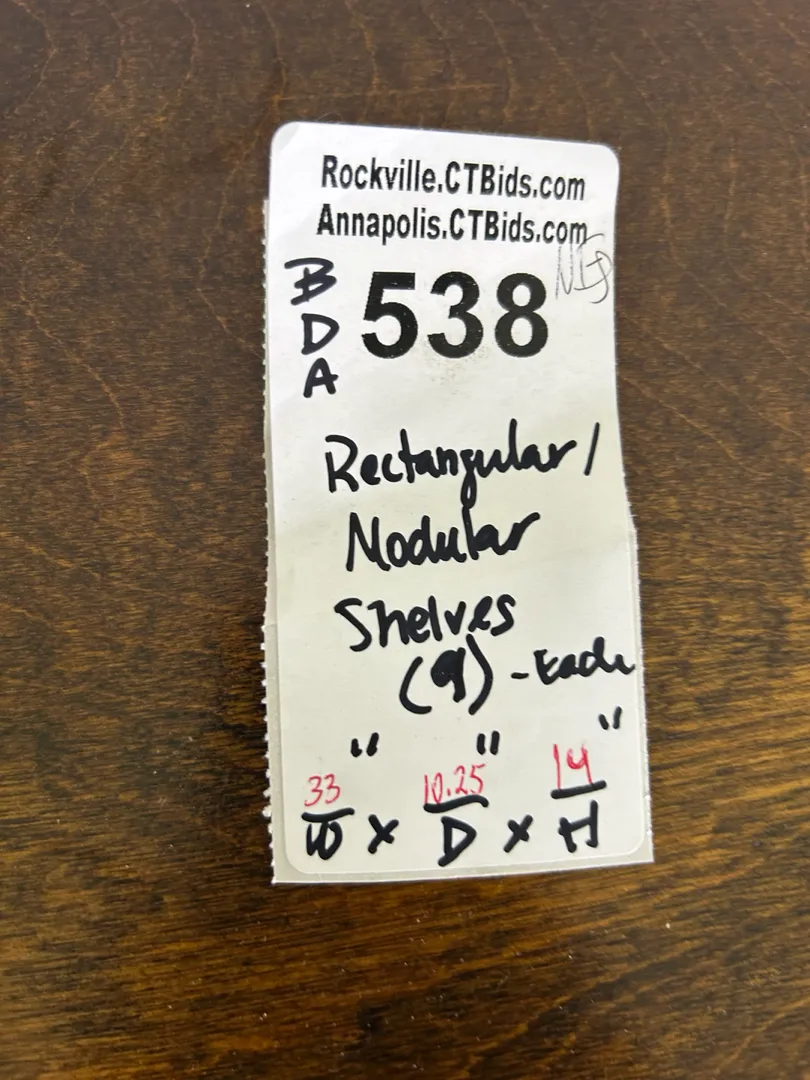 Rockville.CTBids.com
Annapolis.CTBids.com
B
D
A
538
Rectangular/
Modular
Shelves
(9) - Each
33" 10.25" 14"
W x D x H